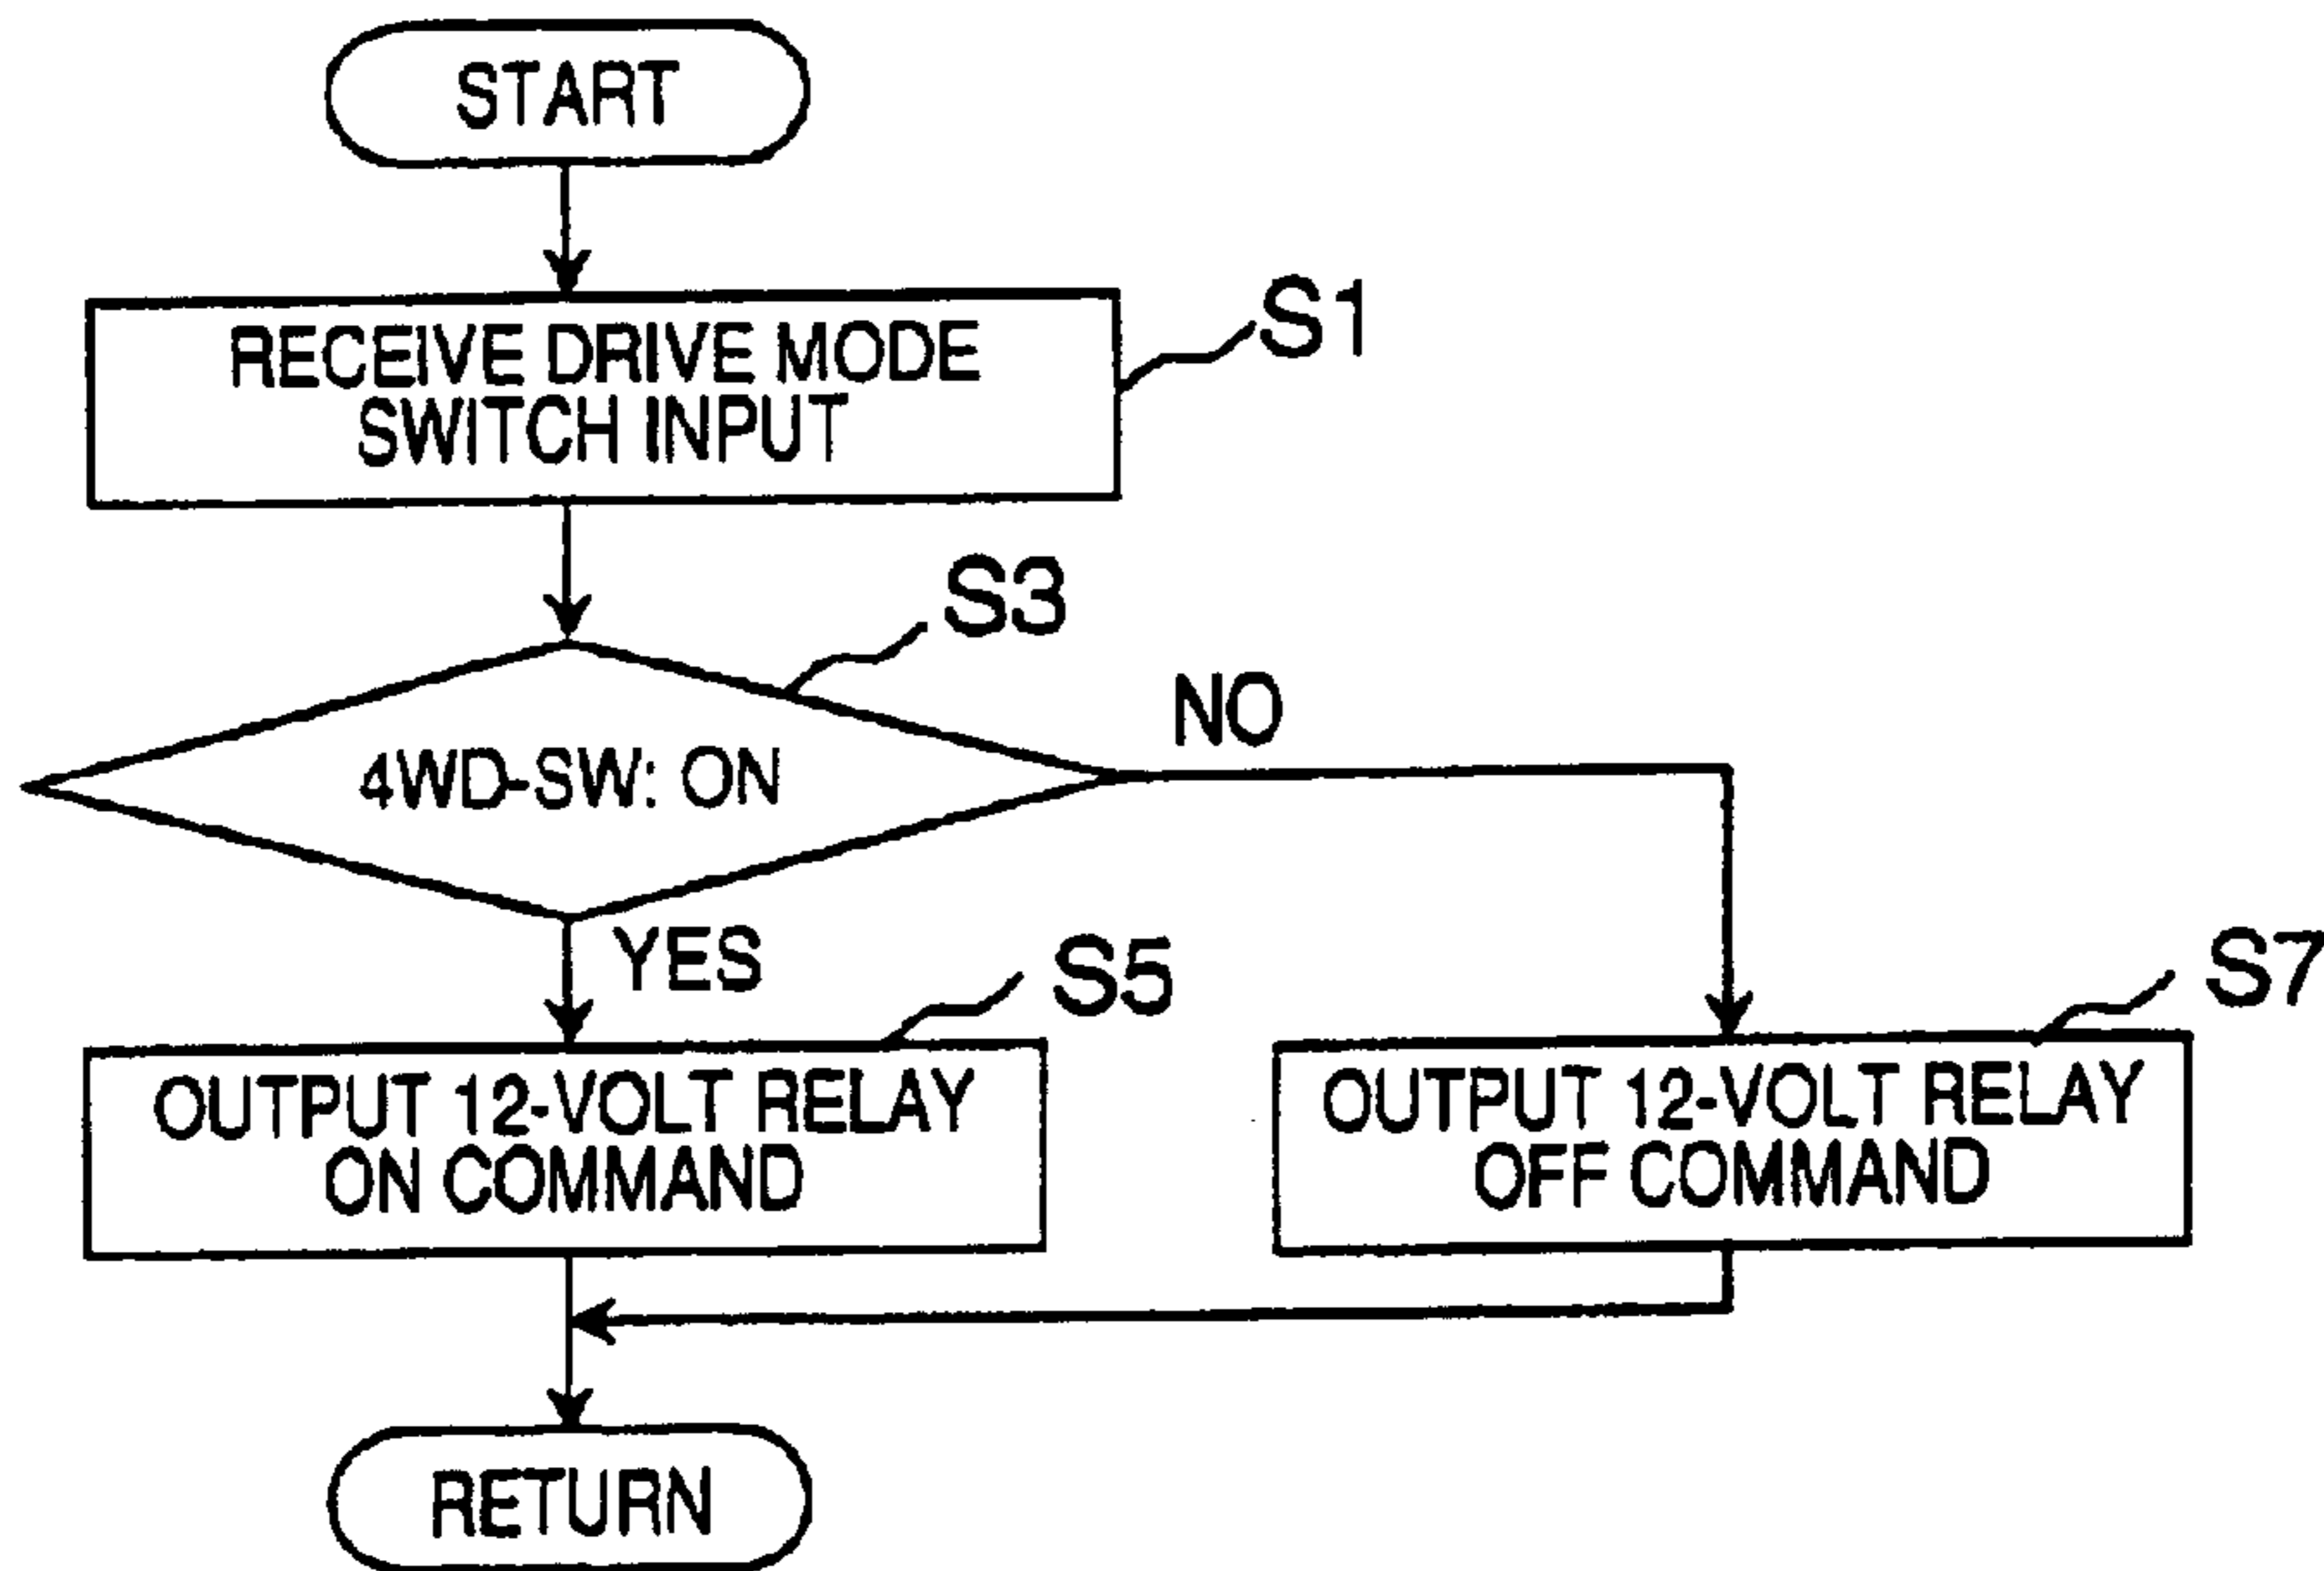 START
RECEIVE DRIVE MODE
SWITCH INPUT
S1
S3
4WD-SW: ON
NO
YES
S5
S7
OUTPUT 12-VOLT RELAY
ON COMMAND
OUTPUT 12-VOLT RELAY
OFF COMMAND
RETURN